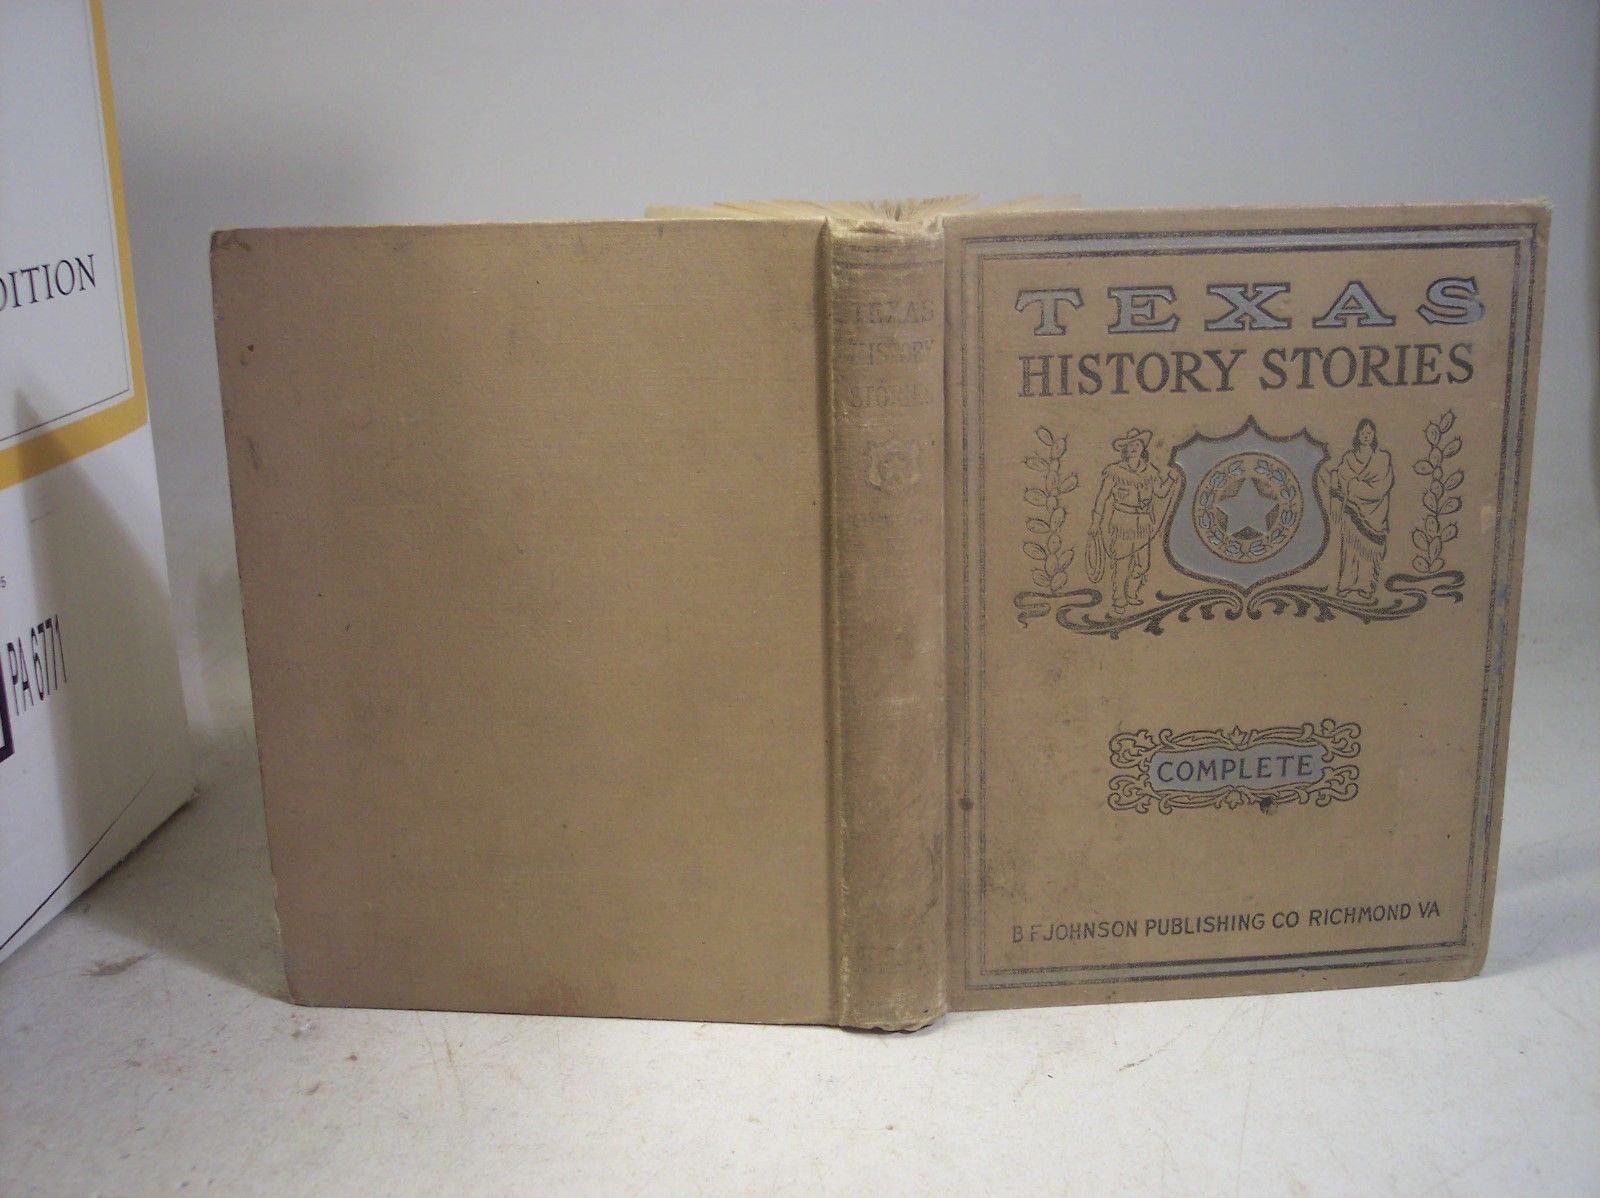 DITION
PA 6771
TEXAS
HISTORY
STORIES
TEXAS
HISTORY STORIES
COMPLETE
B F JOHNSON PUBLISHING CO RICHMOND VA